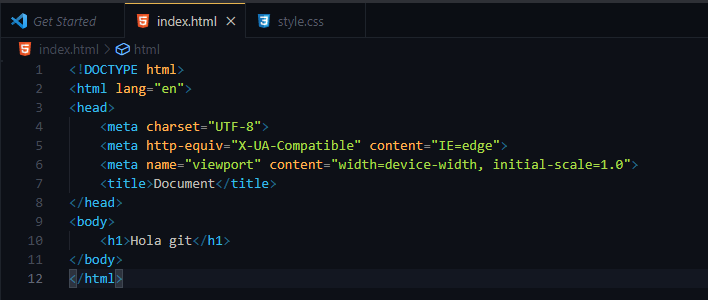 Get Started index.html style.css
index.html > html
1 <!DOCTYPE html>
2 <html lang="en">
3 <head>
4     <meta charset="UTF-8">
5     <meta http-equiv="X-UA-Compatible" content="IE=edge">
6     <meta name="viewport" content="width=device-width, initial-scale=1.0">
7     <title>Document</title>
8 </head>
9 <body>
10     <h1>Hola git</h1>
11 </body>
12 </html>